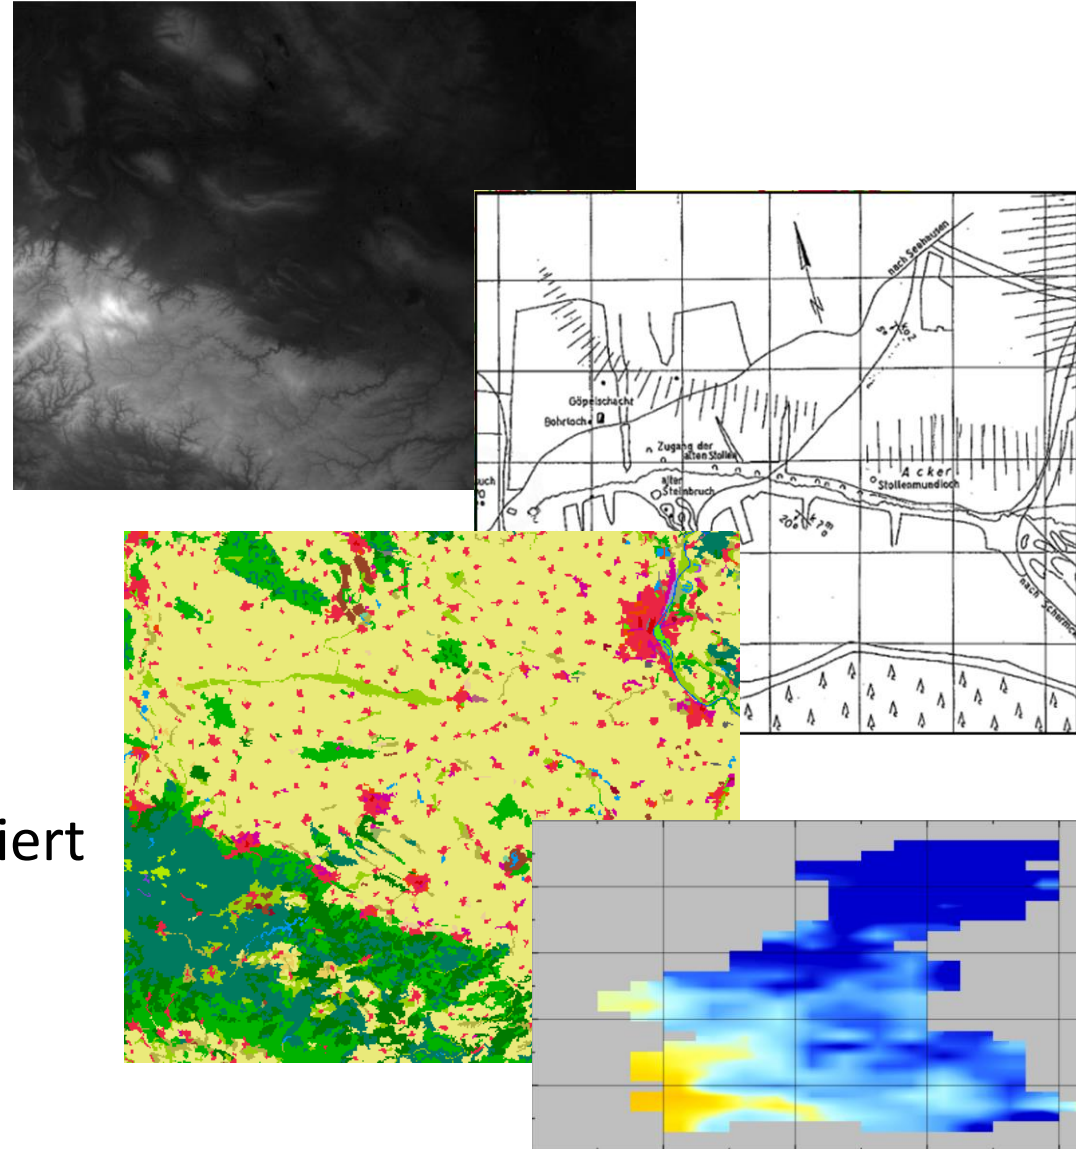 nach Seehausen
N
Göpelschacht
Bohrloch
Zugang der
alten Stollen
Acker
Stollenmundloch
alter
Steinbruch
iert